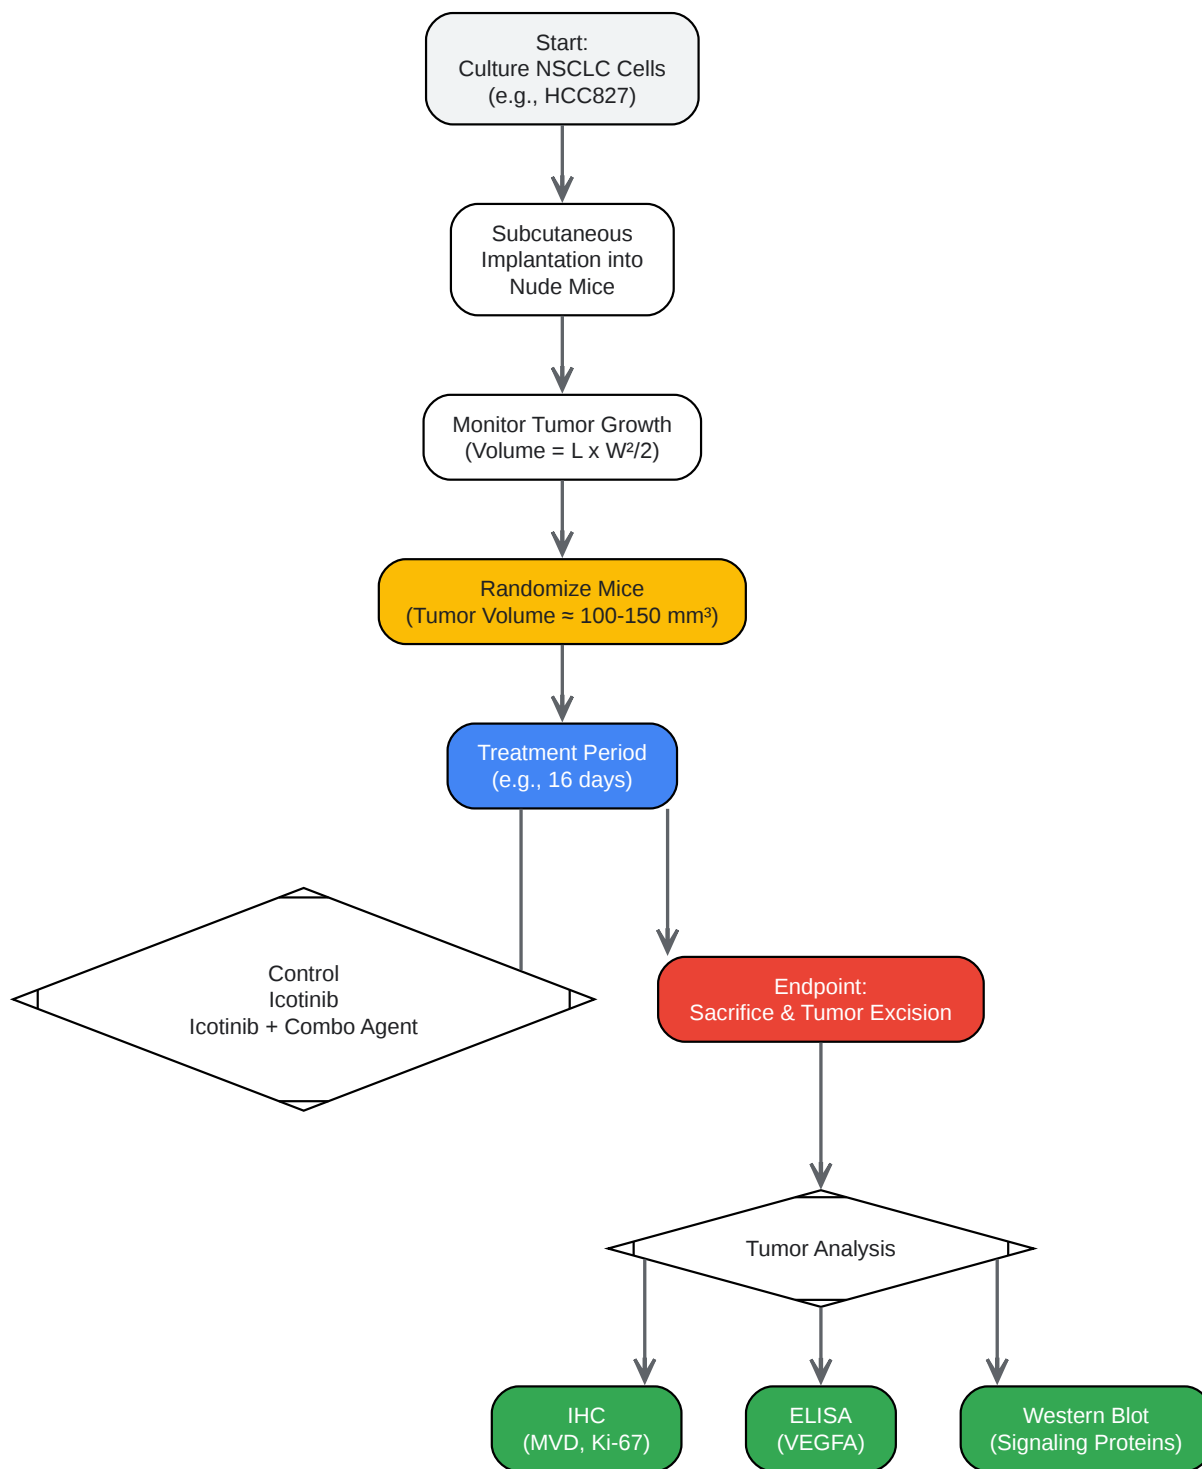 Start:
Culture NSCLC Cells
(e.g., HCC827)
Subcutaneous
Implantation into
Nude Mice
Monitor Tumor Growth
(Volume = L x W²/2)
Randomize Mice
(Tumor Volume ≈ 100-150 mm³)
Treatment Period
(e.g., 16 days)
Control
Icotinib
Icotinib + Combo Agent
Endpoint:
Sacrifice & Tumor Excision
Tumor Analysis
IHC
(MVD, Ki-67)
ELISA
(VEGFA)
Western Blot
(Signaling Proteins)